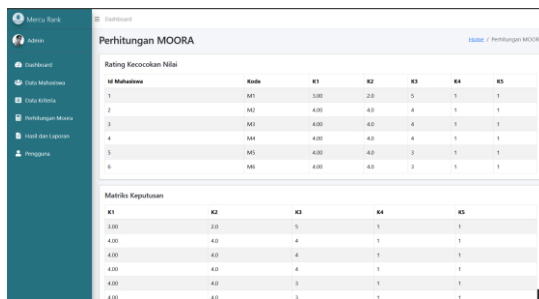 Mercu Rank
Dashboard
Admin
Perhitungan MOORA
Home / Perhitungan MOOR
Dashboard
Data Mahasiswa
Data Kriteria
Perhitungan Moora
Hasil dan Laporan
Pengguna
Rating Kecocokan Nilai
Id Mahasiswa Kode K1 K2 K3 K4 K5
1 M1 3.00 2.0 5 1 1
2 M2 4.00 4.0 4 1 1
3 M3 4.00 4.0 4 1 1
4 M4 4.00 4.0 4 1 1
5 M5 4.00 4.0 3 1 1
6 M6 4.00 4.0 3 1 1
Matriks Keputusan
K1 K2 K3 K4 K5
3.00 2.0 5 1 1
4.00 4.0 4 1 1
4.00 4.0 4 1 1
4.00 4.0 4 1 1
4.00 4.0 3 1 1
4.00 4.0 3 1 1